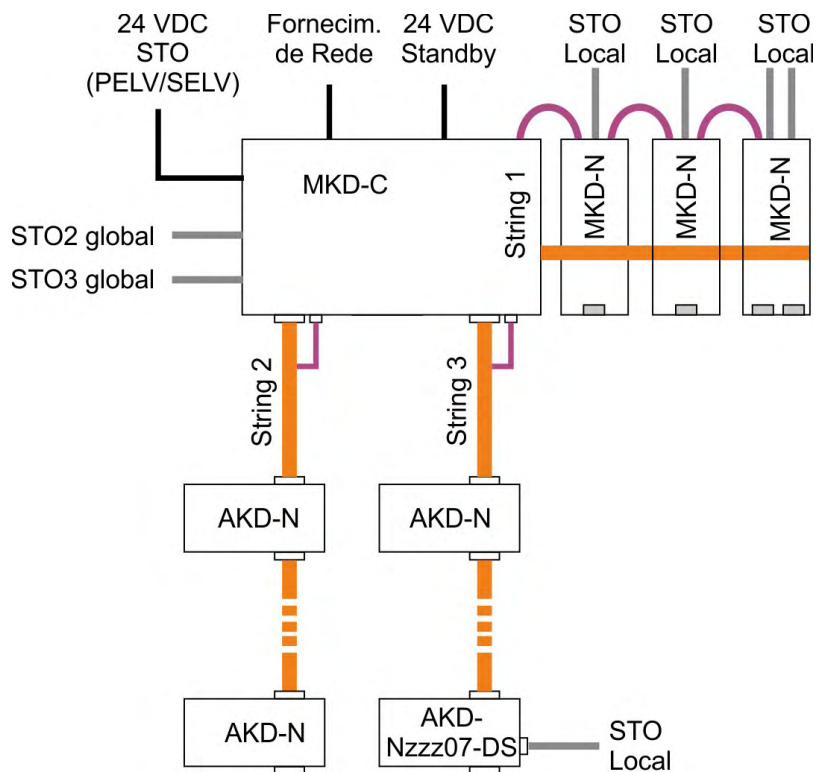 24 VDC
STO
(PELV/SELV)
Fornecim.
de Rede
24 VDC
Standby
STO
Local
STO
Local
STO
Local
MKD-C
String 1
MKD-N
MKD-N
MKD-N
STO2 global
STO3 global
String 2
String 3
AKD-N
AKD-N
AKD-N
AKD-
Nzzz07-DS
STO
Local